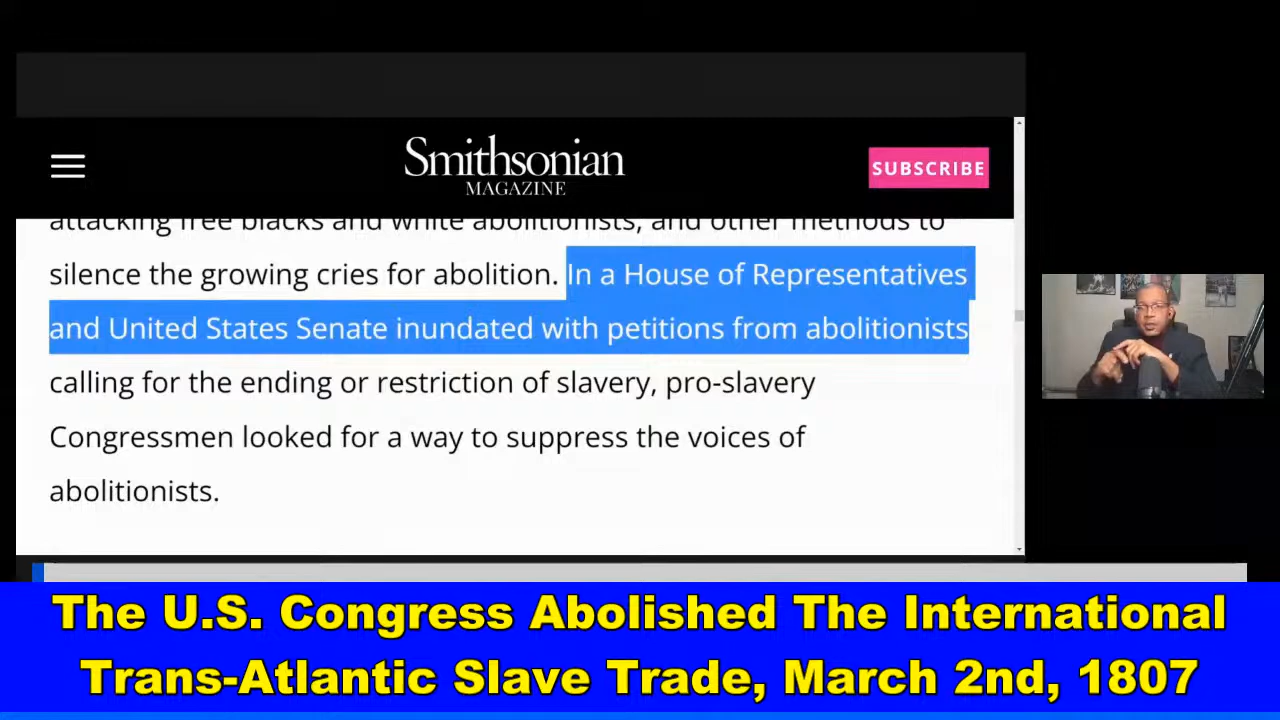 Smithsonian
MAGAZINE
SUBSCRIBE
attacking free blacks and white abolitionists, and other methods to
silence the growing cries for abolition. In a House of Representatives
and United States Senate inundated with petitions from abolitionists
calling for the ending or restriction of slavery, pro-slavery
Congressmen looked for a way to suppress the voices of
abolitionists.
The U.S. Congress Abolished The International
Trans-Atlantic Slave Trade, March 2nd, 1807